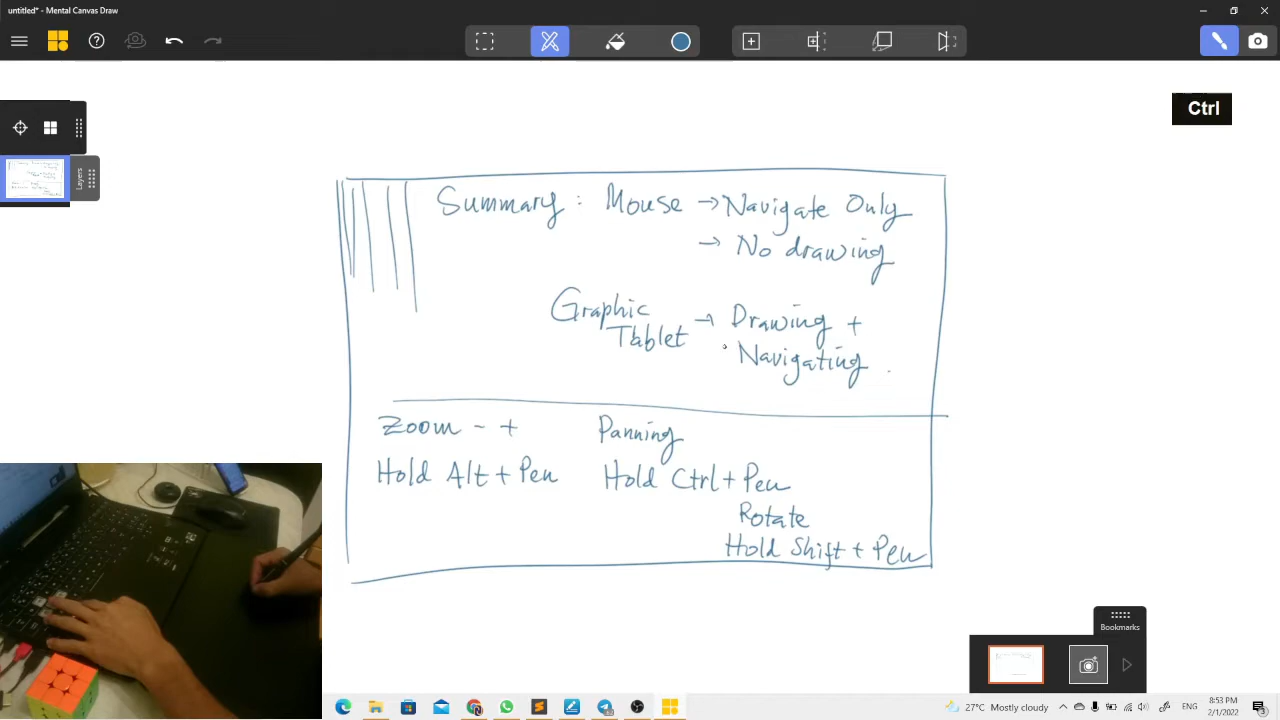 untitled* - Mental Canvas Draw
Ctrl
Layers
Summary : Mouse → Navigate Only
→ No drawing
Graphic Tablet → Drawing + Navigating.
Zoom - +
Hold Alt + Pen
Panning
Hold Ctrl + Pen
Rotate
Hold Shift + Pen
Bookmarks
27°C Mostly cloudy
ENG
8:53 PM
2/1/2022